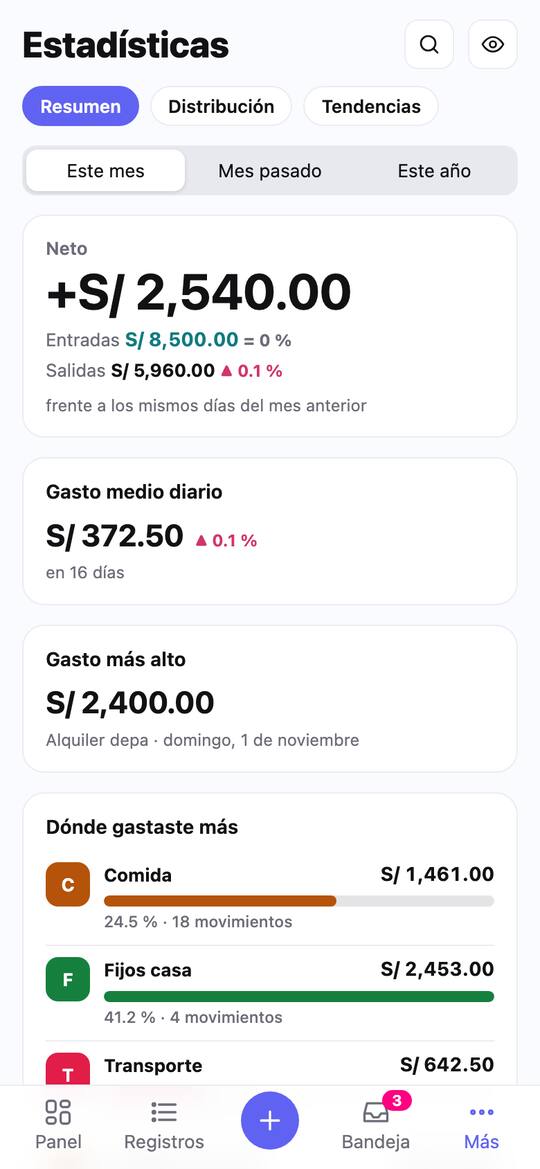 Estadísticas
Resumen
Distribución
Tendencias
Este mes
Mes pasado
Este año
Neto
+S/ 2,540.00
Entradas S/ 8,500.00 = 0 %
Salidas S/ 5,960.00 ▲ 0.1 %
frente a los mismos días del mes anterior
Gasto medio diario
S/ 372.50 ▲ 0.1 %
en 16 días
Gasto más alto
S/ 2,400.00
Alquiler depa · domingo, 1 de noviembre
Dónde gastaste más
C
Comida
S/ 1,461.00
24.5 % · 18 movimientos
F
Fijos casa
S/ 2,453.00
41.2 % · 4 movimientos
T
Transporte
S/ 642.50
3
Panel
Registros
Bandeja
Más